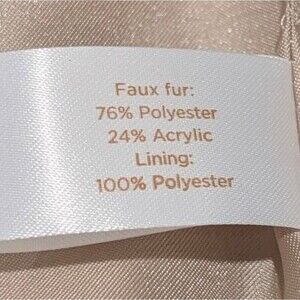 Faux fur:
76% Polyester
24% Acrylic
Lining:
100% Polyester